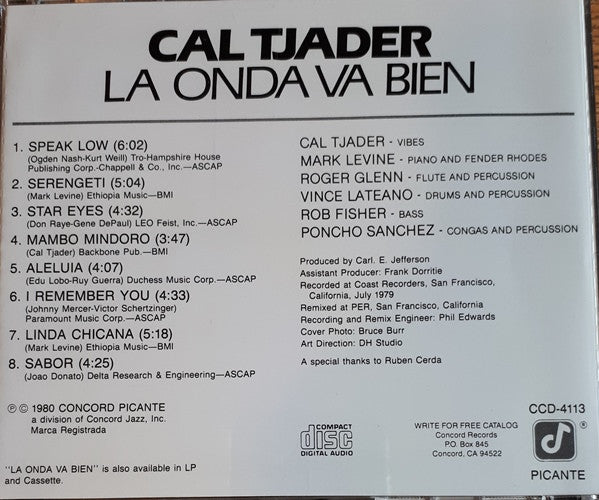 CAL TJADER
LA ONDA VA BIEN
1. SPEAK LOW (6:02)
(Ogden Nash-Kurt Weill) Tro-Hampshire House
Publishing Corp.-Chappell & Co., Inc.—ASCAP
2. SERENGETI (5:04)
(Mark Levine) Ethiopia Music—BMI
3. STAR EYES (4:32)
(Don Raye-Gene DePaul) LEO Feist, Inc.—ASCAP
4. MAMBO MINDORO (3:47)
(Cal Tjader) Backbone Pub.—BMI
5. ALELUIA (4:07)
(Edu Lobo-Ruy Guerra) Duchess Music Corp.—ASCAP
6. I REMEMBER YOU (4:33)
(Johnny Mercer-Victor Schertzinger)
Paramount Music Corp.—ASCAP
7. LINDA CHICANA (5:18)
(Mark Levine) Ethiopia Music—BMI
8. SABOR (4:25)
(Joao Donato) Delta Research & Engineering—ASCAP
CAL TJADER - VIBES
MARK LEVINE - PIANO AND FENDER RHODES
ROGER GLENN - FLUTE AND PERCUSSION
VINCE LATEANO - DRUMS AND PERCUSSION
ROB FISHER - BASS
PONCHO SANCHEZ - CONGAS AND PERCUSSION
Produced by Carl. E. Jefferson
Assistant Producer: Frank Dorritie
Recorded at Coast Recorders, San Francisco,
California, July 1979
Remixed at PER, San Francisco, California
Recording and Remix Engineer: Phil Edwards
Cover Photo: Bruce Burr
Art Direction: DH Studio
A special thanks to Ruben Cerda
℗ © 1980 CONCORD PICANTE
a division of Concord Jazz, Inc.
Marca Registrada
"LA ONDA VA BIEN" is also available in LP
and Cassette.
COMPACT
disc
DIGITAL AUDIO
WRITE FOR FREE CATALOG
Concord Records
P.O. Box 845
Concord, CA 94522
CCD-4113
PICANTE